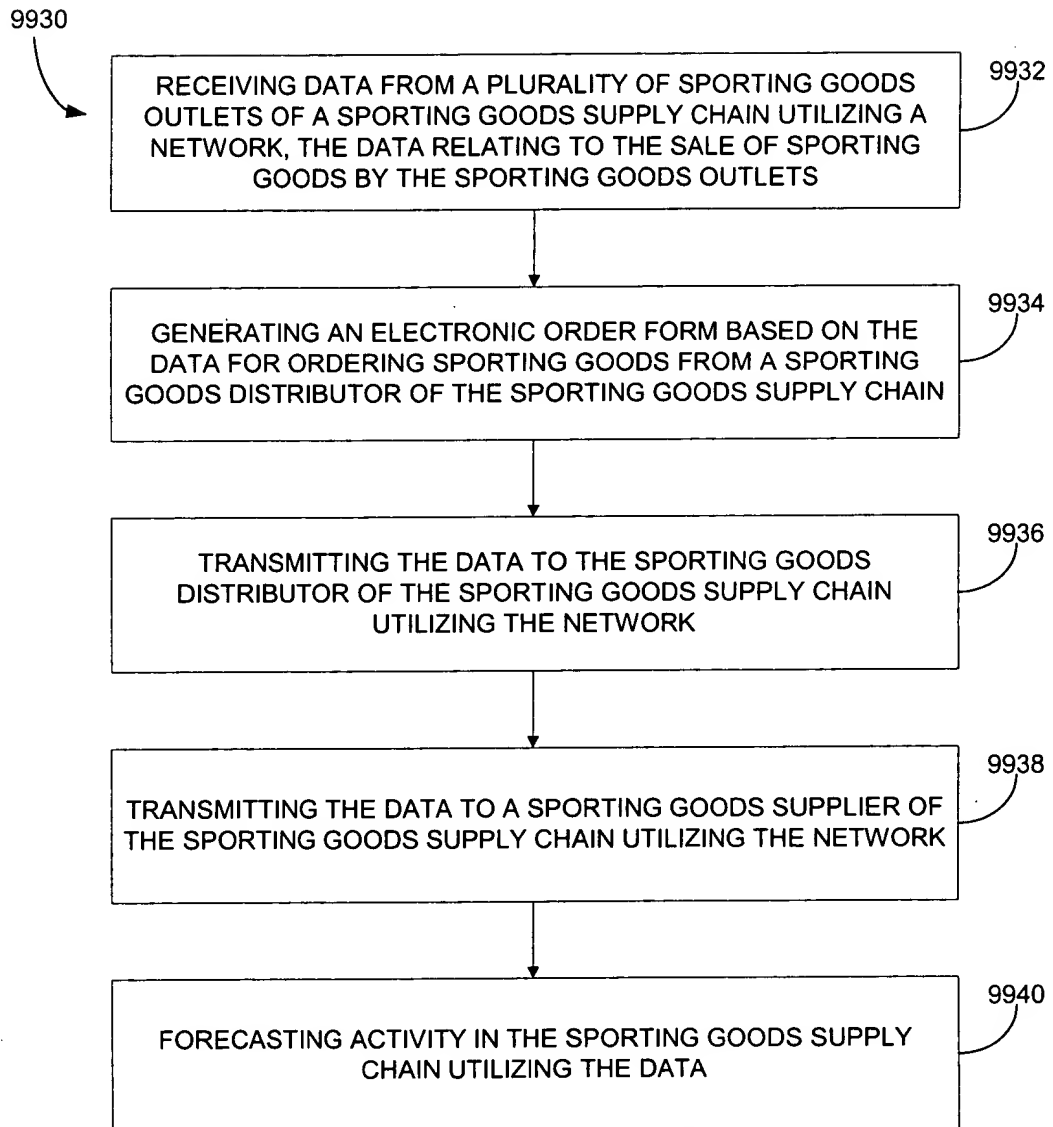 9930
RECEIVING DATA FROM A PLURALITY OF SPORTING GOODS
OUTLETS OF A SPORTING GOODS SUPPLY CHAIN UTILIZING A
NETWORK, THE DATA RELATING TO THE SALE OF SPORTING
GOODS BY THE SPORTING GOODS OUTLETS
9932
GENERATING AN ELECTRONIC ORDER FORM BASED ON THE
DATA FOR ORDERING SPORTING GOODS FROM A SPORTING
GOODS DISTRIBUTOR OF THE SPORTING GOODS SUPPLY CHAIN
9934
TRANSMITTING THE DATA TO THE SPORTING GOODS
DISTRIBUTOR OF THE SPORTING GOODS SUPPLY CHAIN
UTILIZING THE NETWORK
9936
TRANSMITTING THE DATA TO A SPORTING GOODS SUPPLIER OF
THE SPORTING GOODS SUPPLY CHAIN UTILIZING THE NETWORK
9938
FORECASTING ACTIVITY IN THE SPORTING GOODS SUPPLY
CHAIN UTILIZING THE DATA
9940